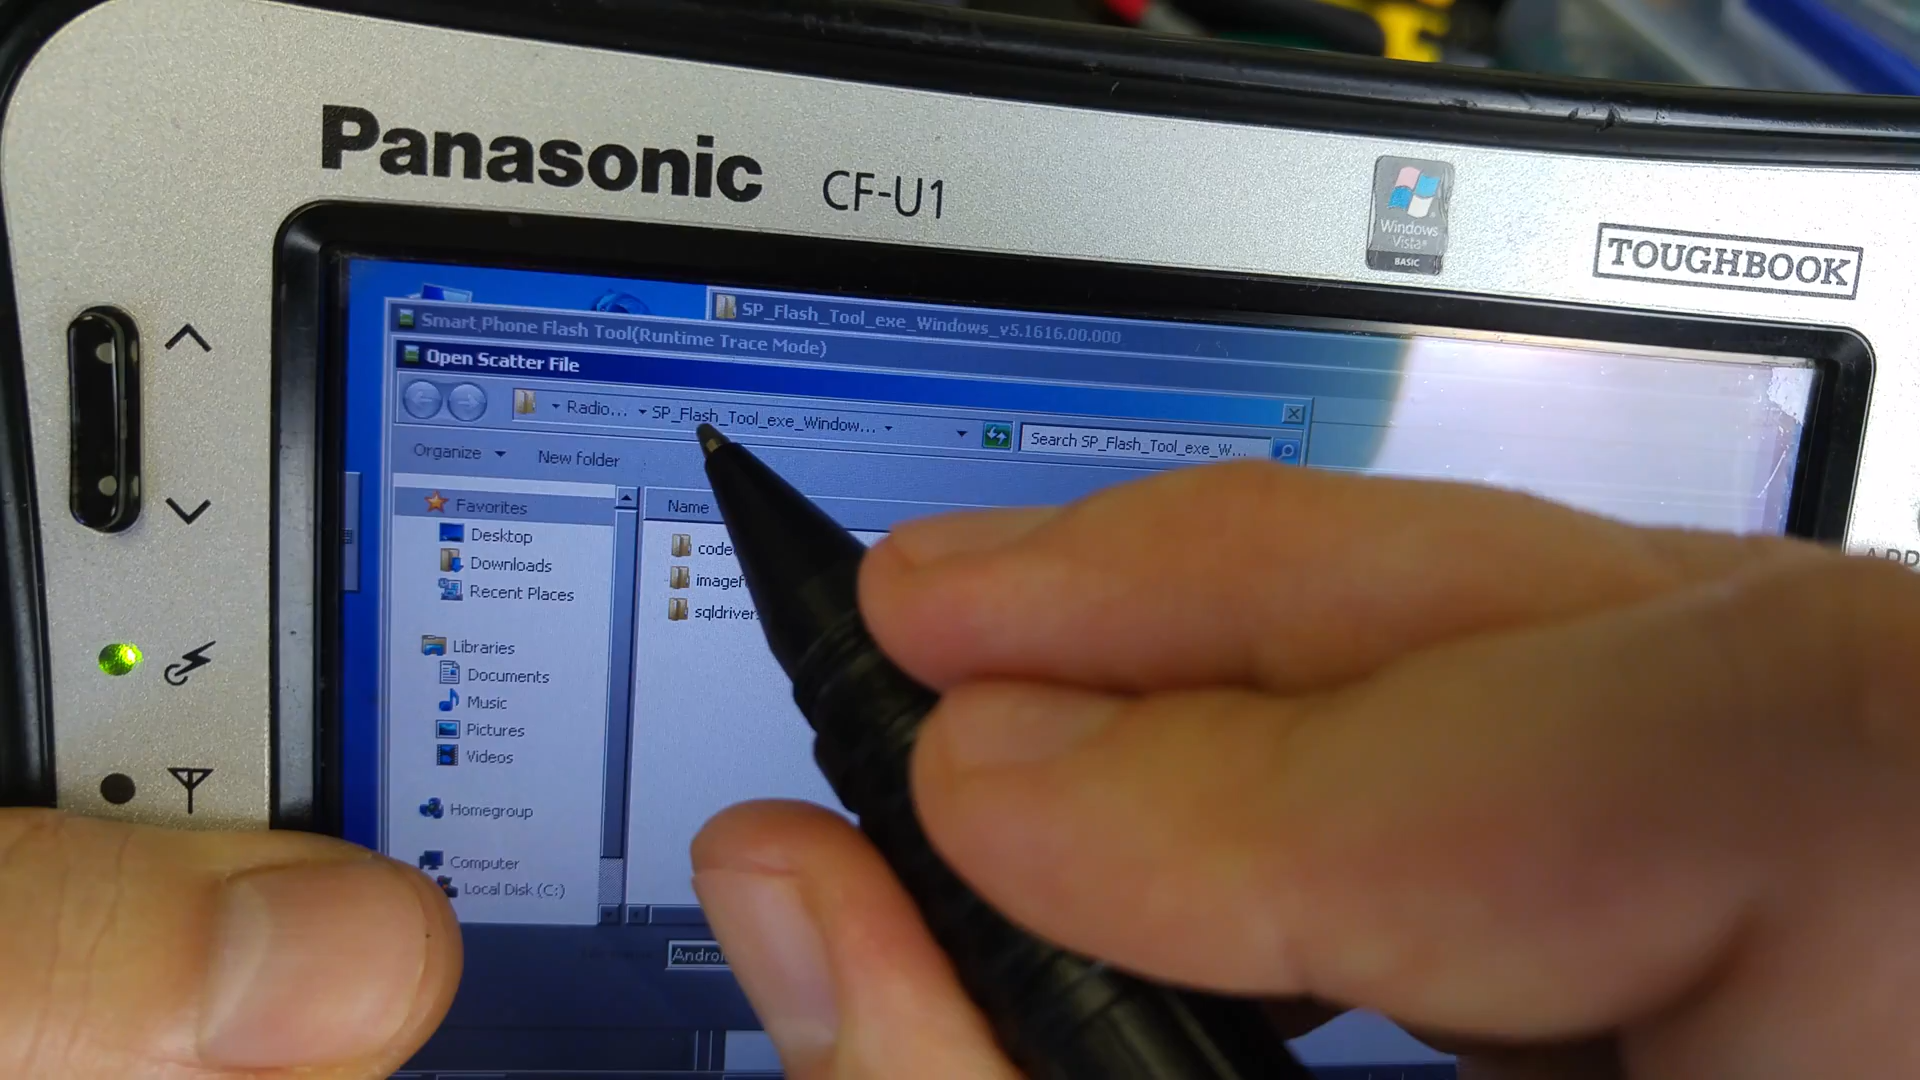 Panasonic CF-U1
Windows Vista
BASIC
TOUGHBOOK
SP_Flash_Tool_exe_Windows_v5.1616.00.000
Smart Phone Flash Tool(Runtime Trace Mode)
Open Scatter File
Radio... SP_Flash_Tool_exe_Window...
Search SP_Flash_Tool_exe_W...
Organize New folder
Name
Favorites
Desktop
Downloads
Recent Places
Libraries
Documents
Music
Pictures
Videos
Homegroup
Computer
Local Disk (C:)
code
imagef
sqldriver
Androi